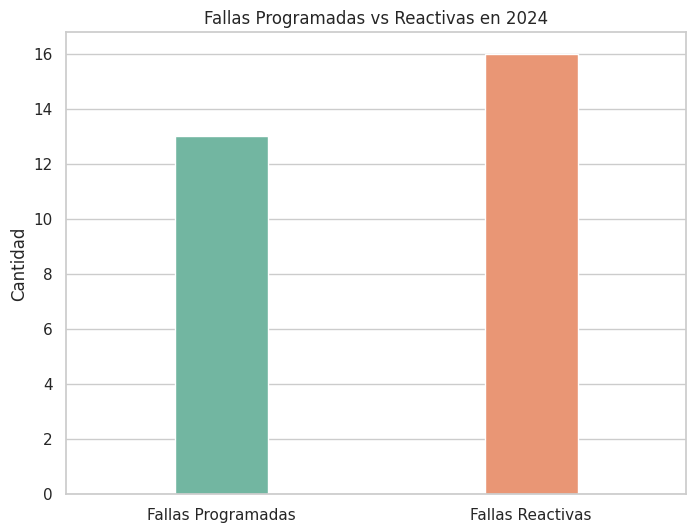 Fallas Programadas vs Reactivas en 2024
Cantidad
16
14
12
10
8
6
4
2
0
Fallas Programadas
Fallas Reactivas